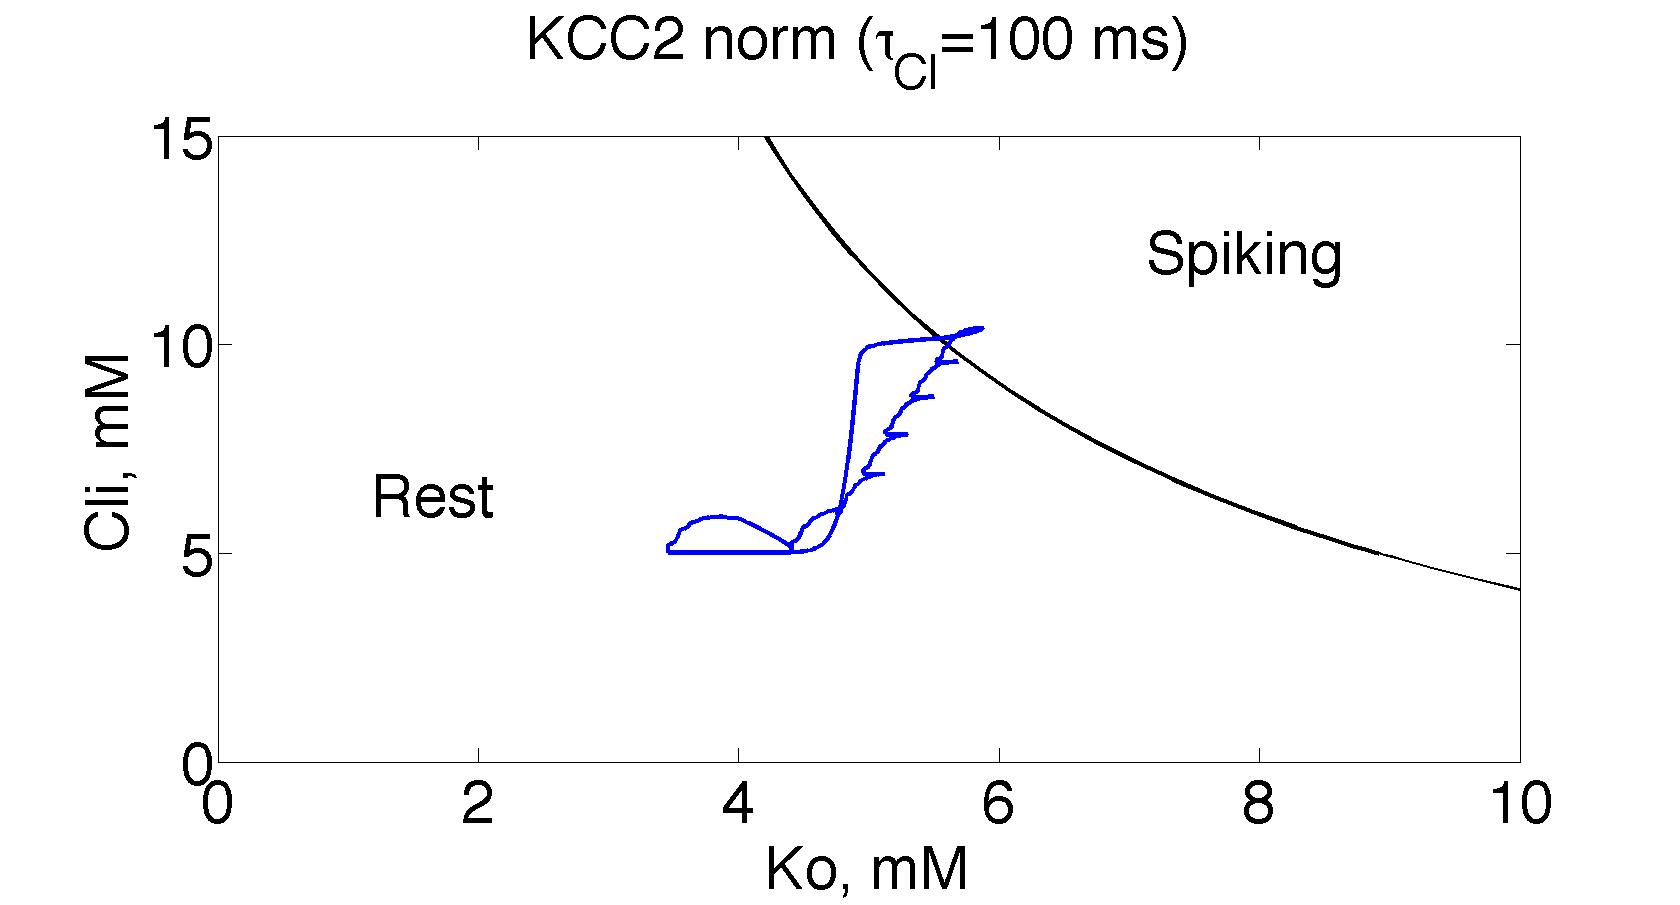 KCC2 norm (τCl=100 ms)
15
Spiking
10
Cli, mM
Rest
5
0
0 2 4 6 8 10
Ko, mM